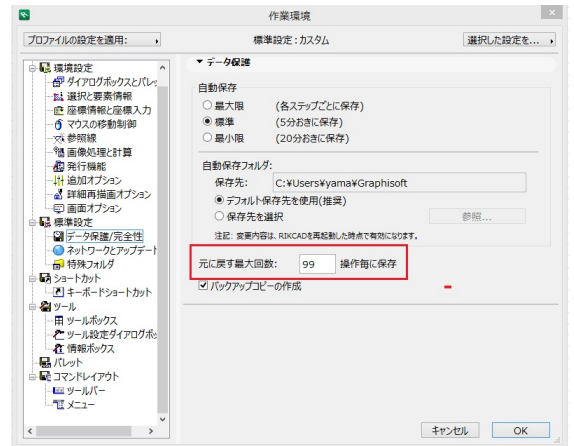 作業環境
プロファイルの設定を適用:
標準設定 : カスタム
選択した設定を...
環境設定
ダイアログボックスとパレッ
選択と要素情報
座標情報と座標入力
マウスの移動制御
参照線
画像処理と計算
発行機能
追加オプション
詳細再描画オプション
画面オプション
標準設定
データ保護/完全性
ネットワークとアップデート
特殊フォルダ
ショートカット
キーボードショートカット
ツール
ツールボックス
ツール設定ダイアログボ
情報ボックス
パレット
コマンドレイアウト
ツールバー
メニュー
データ保護
自動保存
最大限 (各ステップごとに保存)
標準 (5分おきに保存)
最小限 (20分おきに保存)
自動保存フォルダ:
保存先: C:¥Users¥yama¥Graphisoft
デフォルト保存先を使用(推奨)
保存先を選択 参照...
注記: 変更内容は、RIKCADを再起動した時点で有効になります。
元に戻す最大回数: 99 操作毎に保存
バックアップコピーの作成
キャンセル OK